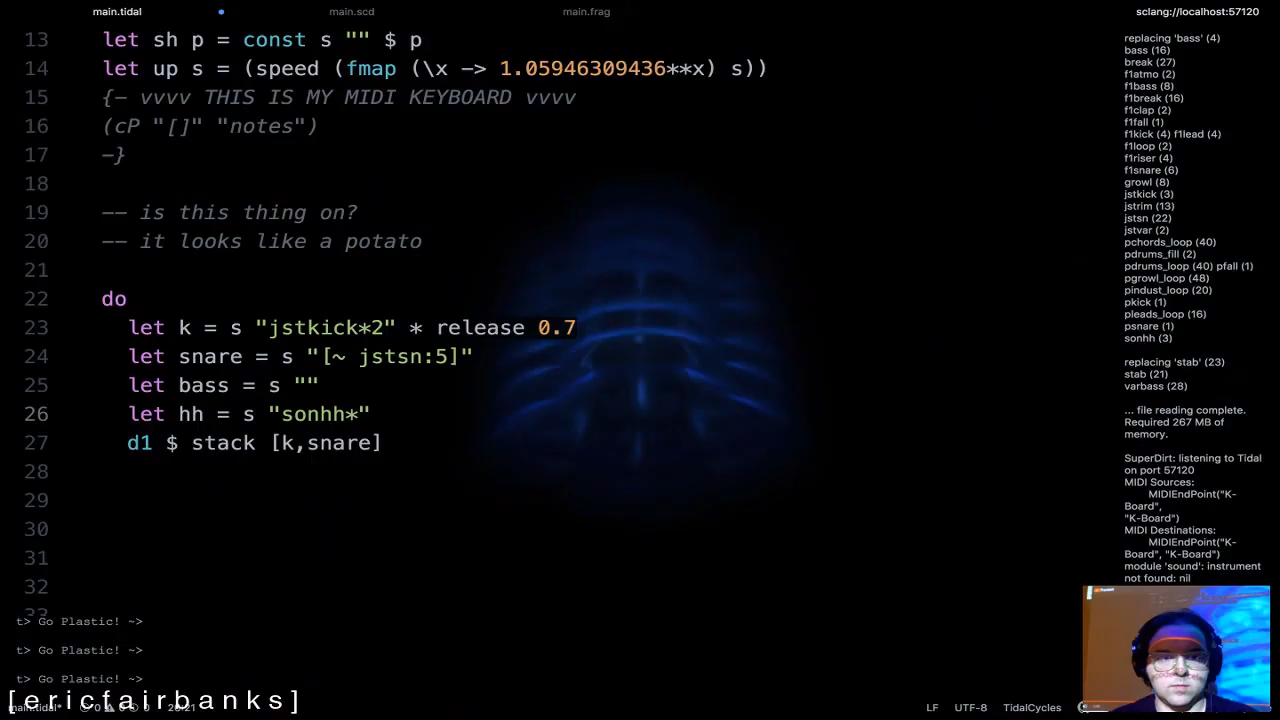 main.tidal
main.scd
main.frag
sclang://localhost:57120
13 let sh p = const s "" $ p
14 let up s = (speed (fmap (\x -> 1.05946309436**x) s))
15 {- vvvv THIS IS MY MIDI KEYBOARD vvvv
16 (cP "[]" "notes")
17 -}
18
19 -- is this thing on?
20 -- it looks like a potato
21
22 do
23 let k = s "jstkick*2" * release 0.7
24 let snare = s "[~ jstsn:5]"
25 let bass = s ""
26 let hh = s "sonhh*"
27 d1 $ stack [k,snare]
28
29
30
31
32
33
t> Go Plastic! ~>
t> Go Plastic! ~>
t> Go Plastic! ~>
[ericfairbanks]
main.tidal*
LF
UTF-8
TidalCycles
replacing 'bass' (4)
bass (16)
break (27)
f1atmo (2)
f1bass (8)
f1break (16)
f1clap (2)
f1fall (1)
f1kick (4) f1lead (4)
f1loop (2)
f1riser (4)
f1snare (6)
growl (8)
jstkick (3)
jstrim (13)
jstsn (22)
jstvar (2)
pchords_loop (40)
pdrums_fill (2)
pdrums_loop (40) pfall (1)
pgrowl_loop (48)
pindust_loop (20)
pkick (1)
pleads_loop (16)
psnare (1)
sonhh (3)
replacing 'stab' (23)
stab (21)
varbass (28)
... file reading complete.
Required 267 MB of
memory.
SuperDirt: listening to Tidal
on port 57120
MIDI Sources:
MIDIEndPoint("K-
Board",
"K-Board")
MIDI Destinations:
MIDIEndPoint("K-
Board", "K-Board")
module 'sound': instrument
not found: nil